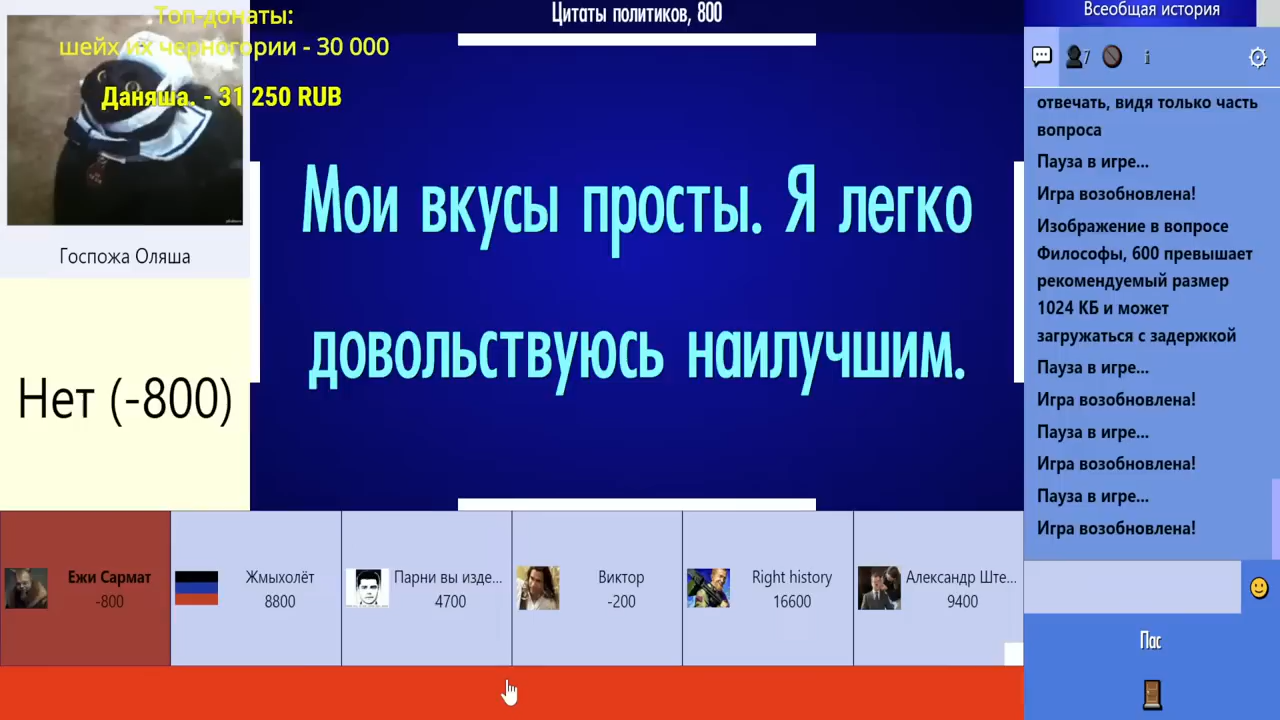 Топ-донаты:
шейх их черногории - 30 000
Даняша. - 31 250 RUB
Госпожа Оляша
Нет (-800)
Цитаты политиков, 800
Мои вкусы просты. Я легко
довольствуюсь наилучшим.
Ежи Сармат
-800
Жмыхолёт
8800
Парни вы изде...
4700
Виктор
-200
Right history
16600
Александр Ште...
9400
Всеобщая история
7
i
отвечать, видя только часть
вопроса
Пауза в игре...
Игра возобновлена!
Изображение в вопросе
Философы, 600 превышает
рекомендуемый размер
1024 КБ и может
загружаться с задержкой
Пауза в игре...
Игра возобновлена!
Пауза в игре...
Игра возобновлена!
Пауза в игре...
Игра возобновлена!
Пас